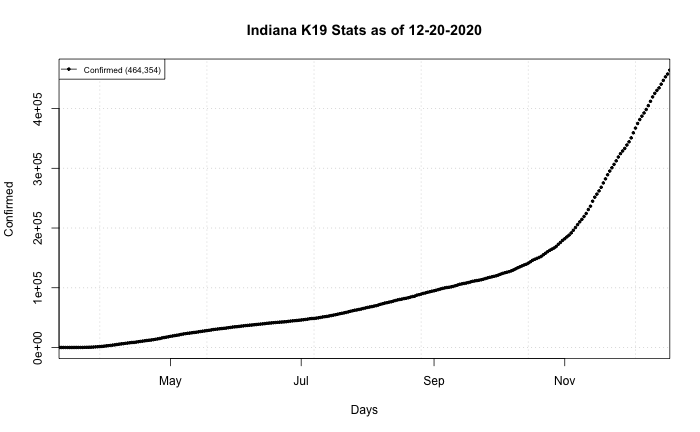 Indiana K19 Stats as of 12-20-2020
Confirmed (464,354)
Confirmed
4e+05
3e+05
2e+05
1e+05
0e+00
May Jul Sep Nov
Days